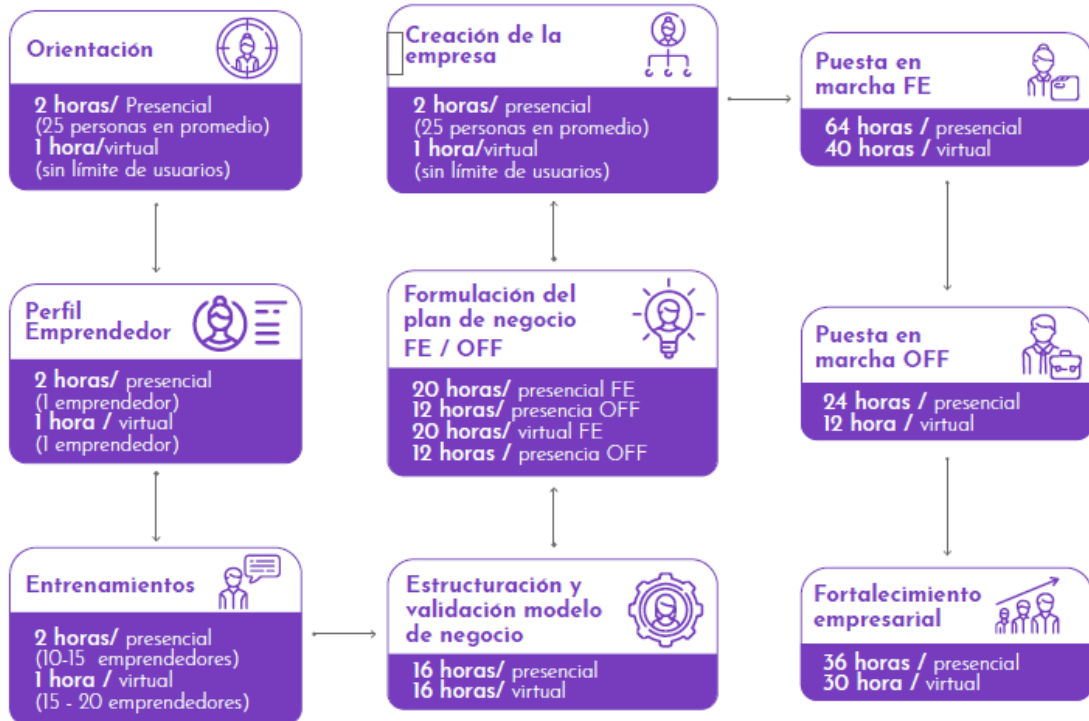 Orientación
2 horas/ Presencial
(25 personas en promedio)
1 hora/virtual
(sin límite de usuarios)
Perfil
Emprendedor
2 horas/ presencial
(1 emprendedor)
1 hora / virtual
(1 emprendedor)
Entrenamientos
2 horas/ presencial
(10-15 emprendedores)
1 hora / virtual
(15 - 20 emprendedores)
Estructuración y
validación modelo
de negocio
16 horas/ presencial
16 horas/ virtual
Formulación del
plan de negocio
FE / OFF
20 horas/ presencial FE
12 horas/ presencia OFF
20 horas/ virtual FE
12 horas / presencia OFF
Creación de la
empresa
2 horas/ presencial
(25 personas en promedio)
1 hora/virtual
(sin límite de usuarios)
Puesta en
marcha FE
64 horas / presencial
40 horas / virtual
Puesta en
marcha OFF
24 horas / presencial
12 hora / virtual
Fortalecimiento
empresarial
36 horas / presencial
30 hora / virtual